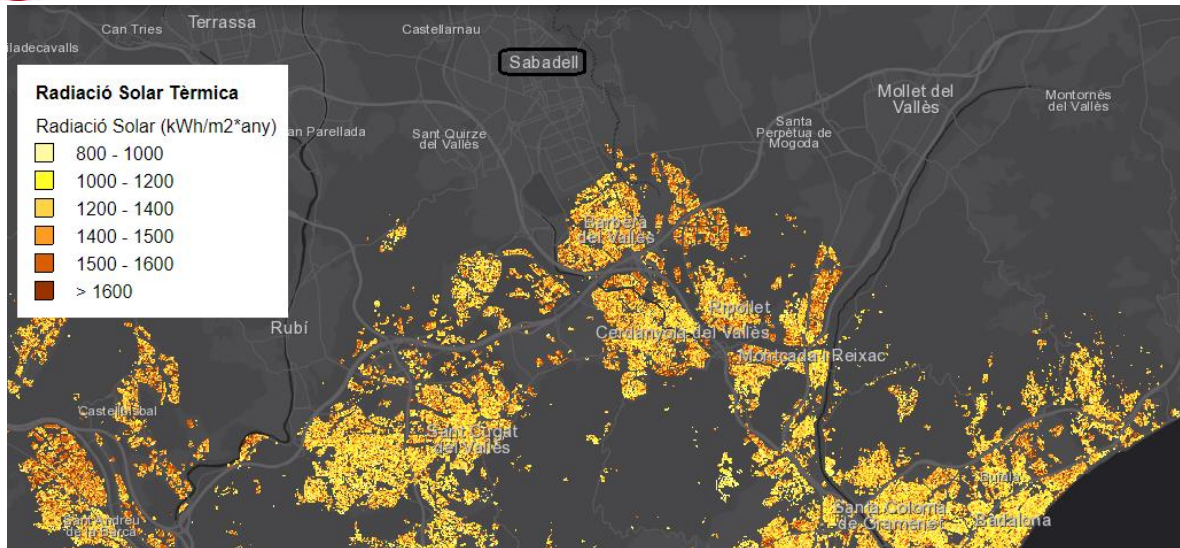 Can Tries
Terrassa
Castellarnau
iladecavalls
Sabadell
Radiació Solar Tèrmica
Radiació Solar (kWh/m2*any)
800 - 1000
1000 - 1200
1200 - 1400
1400 - 1500
1500 - 1600
> 1600
an Parellada
Sant Quirze
del Vallès
Santa
Perpètua de
Mogoda
Mollet del
Vallès
Montornès
del Vallès
Barberà
del Vallès
Ripollet
Cerdanyola del Vallès
Montcada i Reixac
Rubí
Castellbisbal
Sant Cugat
del Vallès
Sant Andreu
de la Barca
Santa Coloma
de Gramenet
Badalona